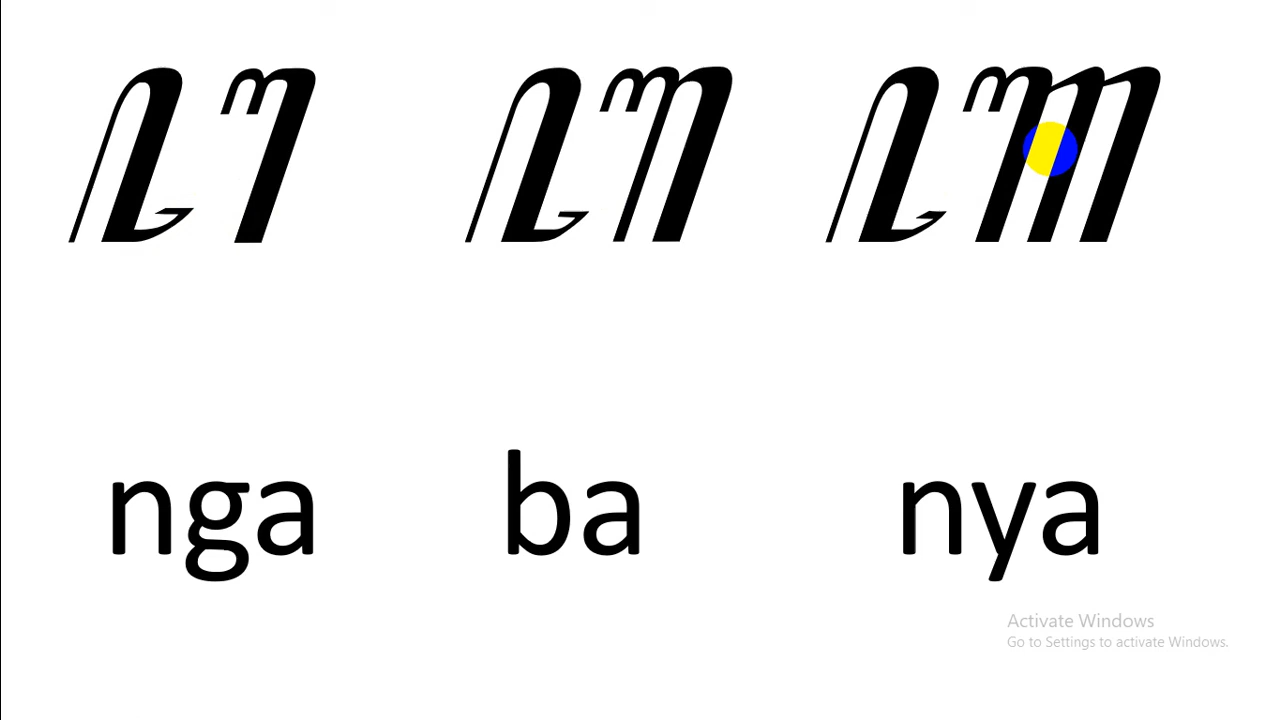 ꦔ ꦧ ꦚ
nga ba nya
Activate Windows
Go to Settings to activate Windows.